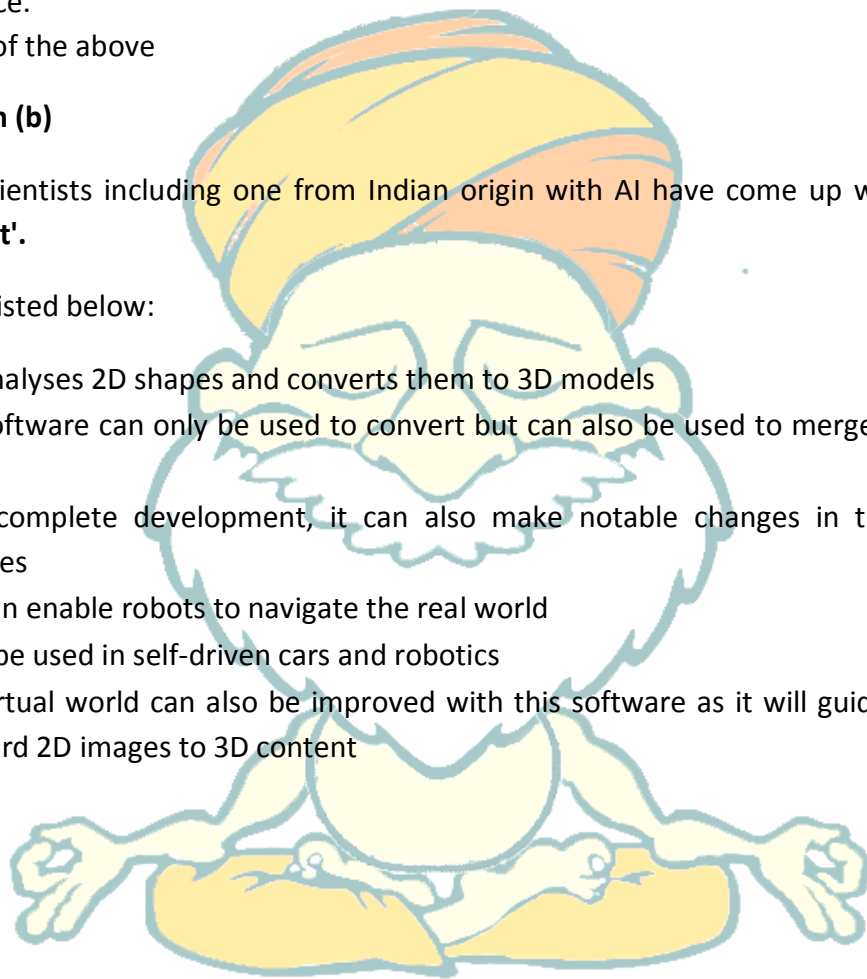 ce.
of the above
n (b)
ientists including one from Indian origin with AI have come up w
t'.
isted below:
nalyses 2D shapes and converts them to 3D models
oftware can only be used to convert but can also be used to merge
complete development, it can also make notable changes in t
es
n enable robots to navigate the real world
be used in self-driven cars and robotics
rtual world can also be improved with this software as it will guid
rd 2D images to 3D content